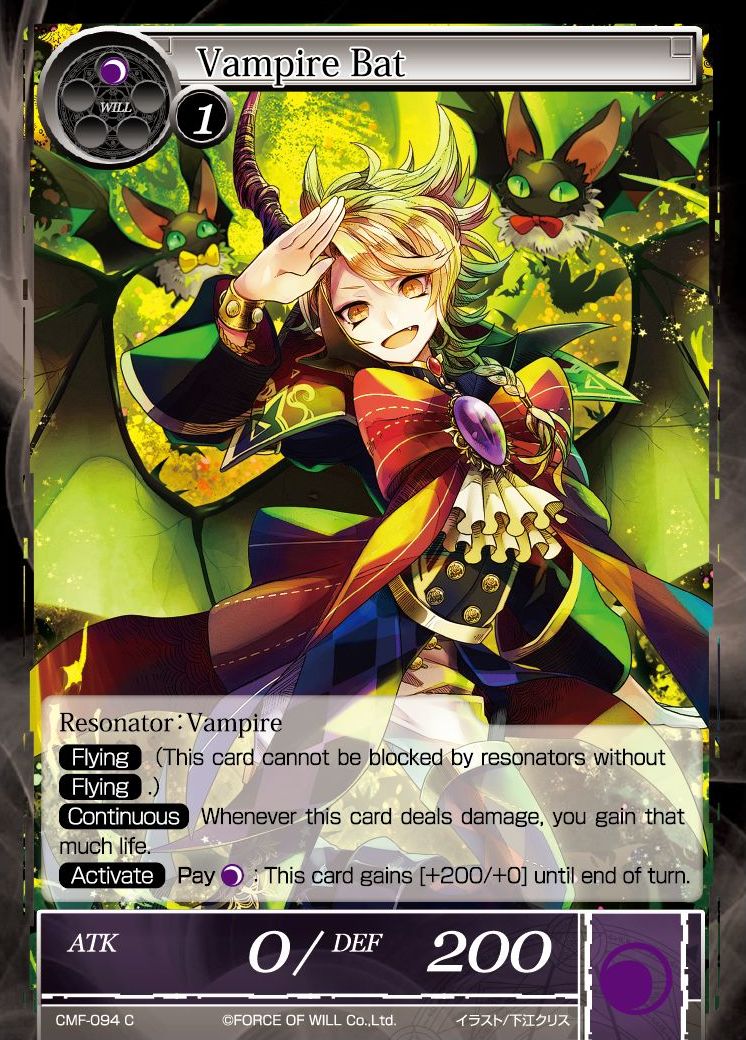 Vampire Bat
WILL
1
Resonator:Vampire
Flying (This card cannot be blocked by resonators without
Flying .)
Continuous Whenever this card deals damage, you gain that
much life.
Activate Pay : This card gains [+200/+0] until end of turn.
ATK 0/ DEF 200
CMF-094 C ©FORCE OF WILL Co.,Ltd. イラスト/下江クリス